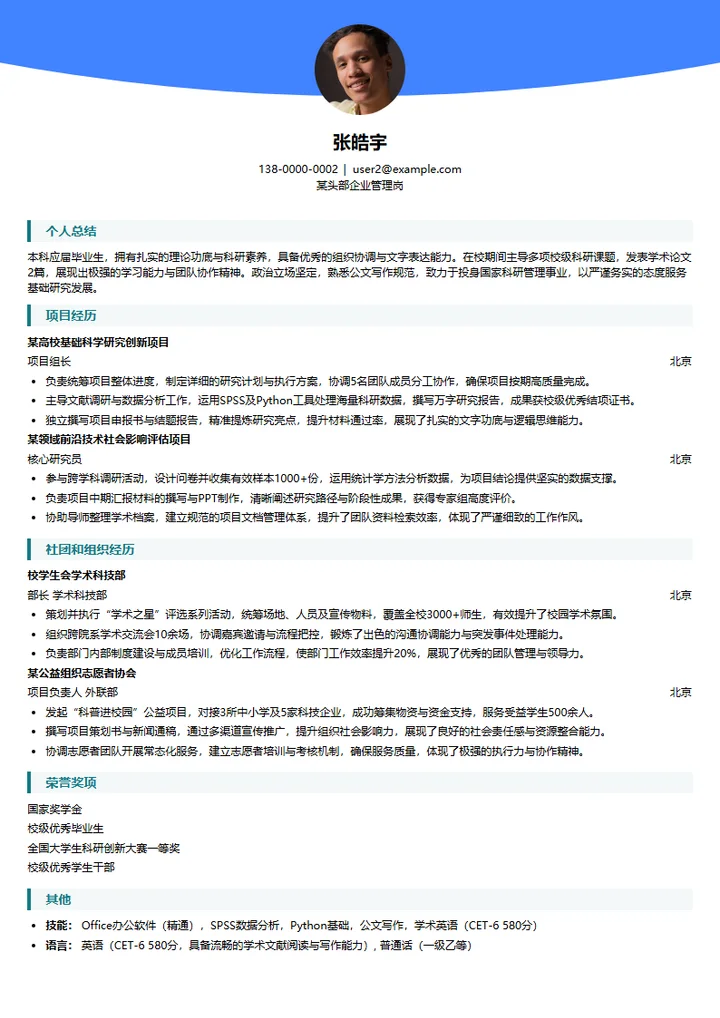 张皓宇
138-0000-0002 | user2@example.com
某头部企业管理岗
个人总结
本科应届毕业生，拥有扎实的理论功底与科研素养，具备优秀的组织协调与文字表达能力。在校期间主导多项校级科研课题，发表学术论文
2篇，展现出极强的学习能力与团队协作精神。政治立场坚定，熟悉公文写作规范，致力于投身国家科研管理事业，以严谨务实的态度服务
基础研究发展。
项目经历
某高校基础科学研究创新项目
项目组长 北京
• 负责统筹项目整体进度，制定详细的研究计划与执行方案，协调5名团队成员分工协作，确保项目按期高质量完成。
• 主导文献调研与数据分析工作，运用SPSS及Python工具处理海量科研数据，撰写万字研究报告，成果获校级优秀结项证书。
• 独立撰写项目申报书与结题报告，精准提炼研究亮点，提升材料通过率，展现了扎实的文字功底与逻辑思维能力。
某领域前沿技术社会影响评估项目
核心研究员 北京
• 参与跨学科调研活动，设计问卷并收集有效样本1000+份，运用统计学方法分析数据，为项目结论提供坚实的数据支撑。
• 负责项目中期汇报材料的撰写与PPT制作，清晰阐述研究路径与阶段性成果，获得专家组高度评价。
• 协助导师整理学术档案，建立规范的项目文档管理体系，提升了团队资料检索效率，体现了严谨细致的工作作风。
社团和组织经历
校学生会学术科技部
部长 学术科技部 北京
• 策划并执行“学术之星”评选系列活动，统筹场地、人员及宣传物料，覆盖全校3000+师生，有效提升了校园学术氛围。
• 组织跨院系学术交流会10余场，协调嘉宾邀请与流程把控，锻炼了出色的沟通协调能力与突发事件处理能力。
• 负责部门内部制度建设与成员培训，优化工作流程，使部门工作效率提升20%，展现了优秀的团队管理与领导力。
某公益组织志愿者协会
项目负责人 外联部 北京
• 发起“科普进校园”公益项目，对接3所中小学及5家科技企业，成功筹集物资与资金支持，服务受益学生500余人。
• 撰写项目策划书与新闻通稿，通过多渠道宣传推广，提升组织社会影响力，展现了良好的社会责任感与资源整合能力。
• 协调志愿者团队开展常态化服务，建立志愿者培训与考核机制，确保服务质量，体现了极强的执行力与协作精神。
荣誉奖项
国家奖学金
校级优秀毕业生
全国大学生科研创新大赛一等奖
校级优秀学生干部
其他
• 技能： Office办公软件（精通），SPSS数据分析，Python基础，公文写作，学术英语（CET-6 580分）
• 语言： 英语（CET-6 580分，具备流畅的学术文献阅读与写作能力），普通话（一级乙等）